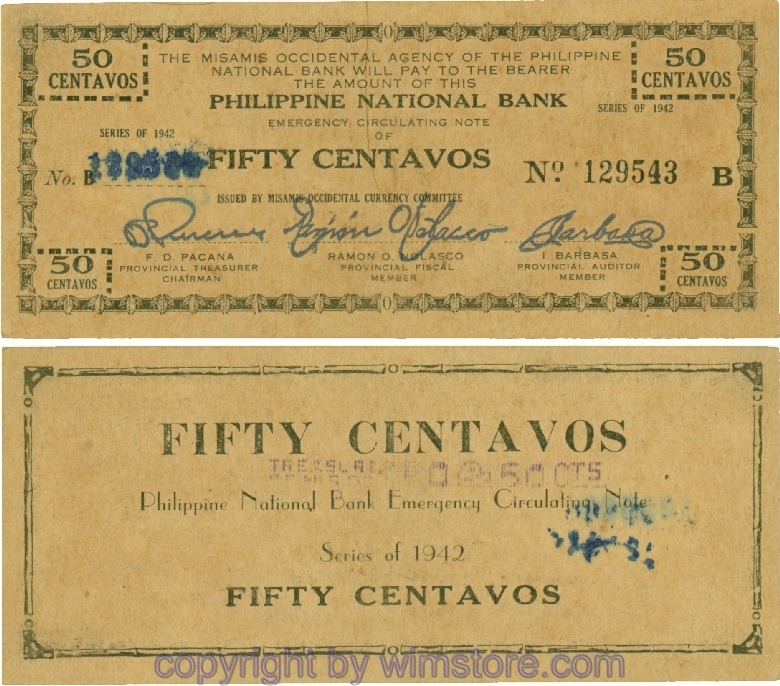 50 CENTAVOS
THE MISAMIS OCCIDENTAL AGENCY OF THE PHILIPPINE
NATIONAL BANK WILL PAY TO THE BEARER
THE AMOUNT OF THIS
50 CENTAVOS
PHILIPPINE NATIONAL BANK
SERIES OF 1942
EMERGENCY CIRCULATING NOTE
OF
SERIES OF 1942
FIFTY CENTAVOS
No. B
Nº 129543 B
ISSUED BY MISAMIS OCCIDENTAL CURRENCY COMMITTEE
F. D. PACANA
PROVINCIAL TREASURER
CHAIRMAN
RAMON O. NOLASCO
PROVINCIAL FISCAL
MEMBER
I. BARBASA
PROVINCIAL AUDITOR
MEMBER
50 CENTAVOS
50 CENTAVOS
FIFTY CENTAVOS
50 CTS
Philippine National Bank Emergency Circulating Note
Series of 1942
FIFTY CENTAVOS
copyright by wimstore.com